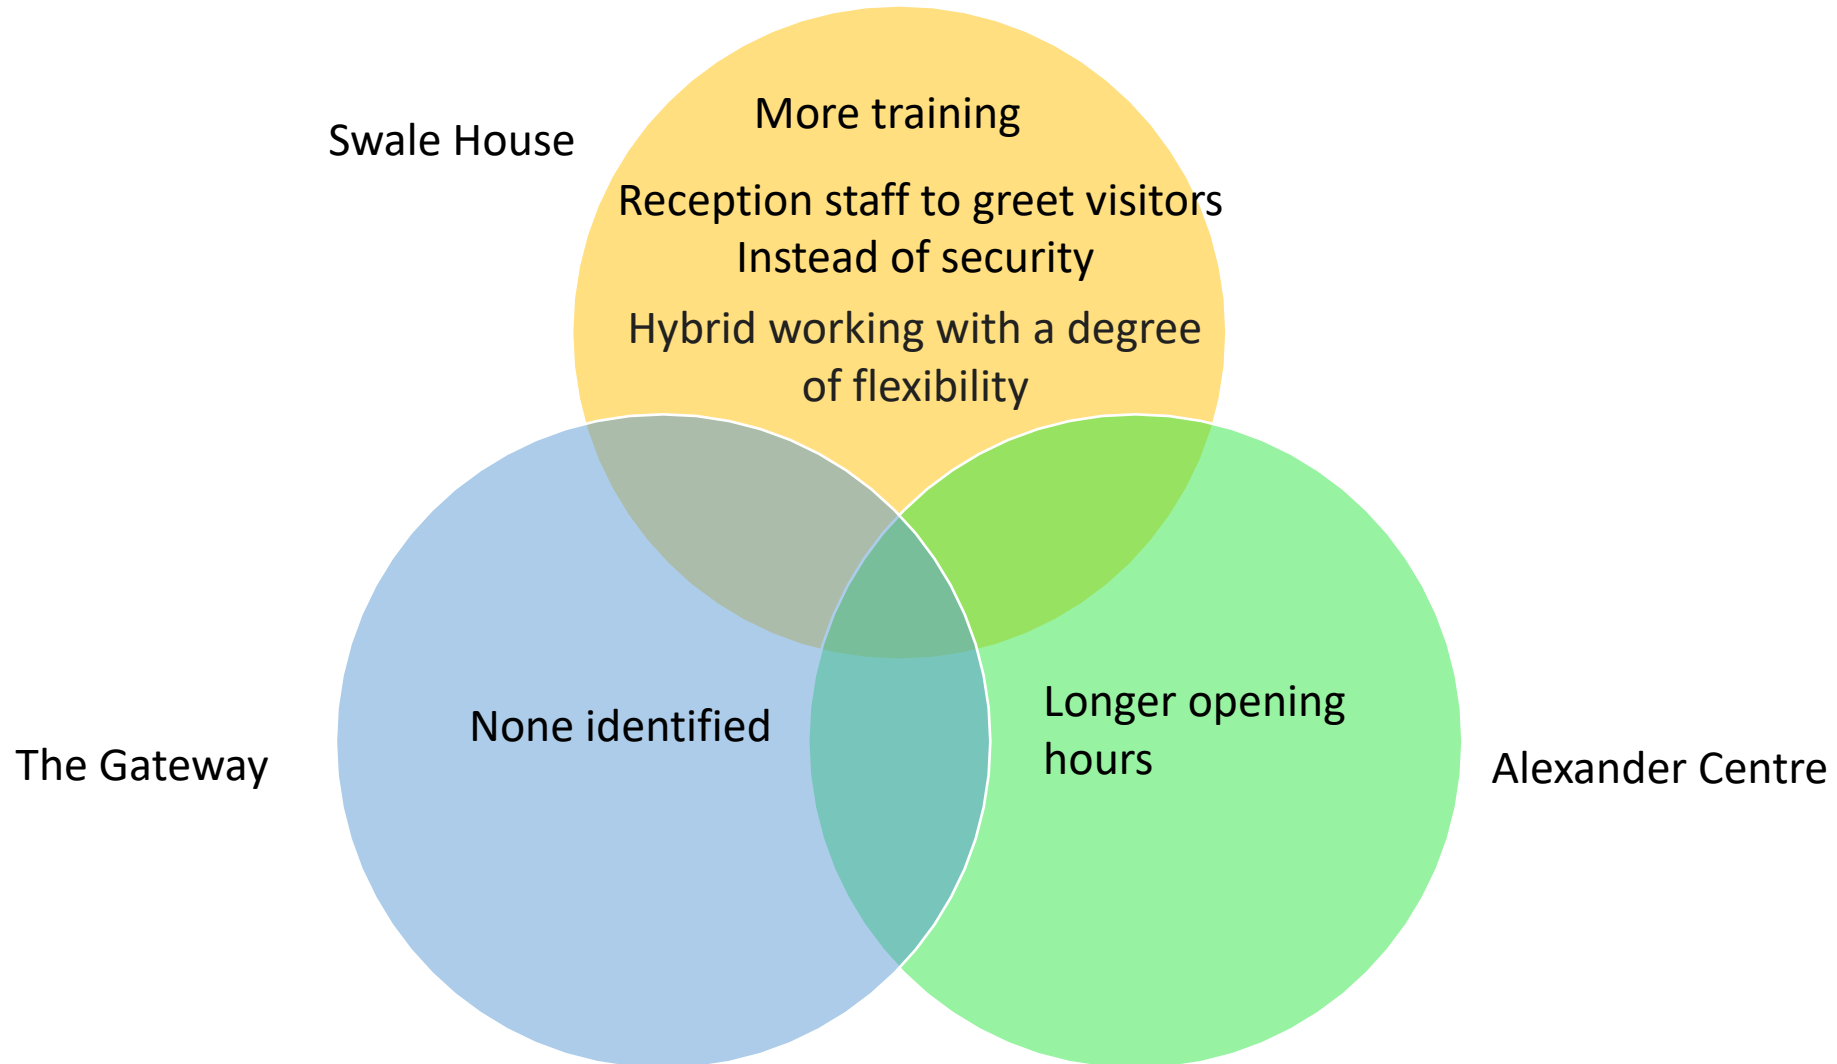 Swale House
More training
Reception staff to greet visitors
Instead of security
Hybrid working with a degree
of flexibility
The Gateway
None identified
Longer opening
hours
Alexander Centre